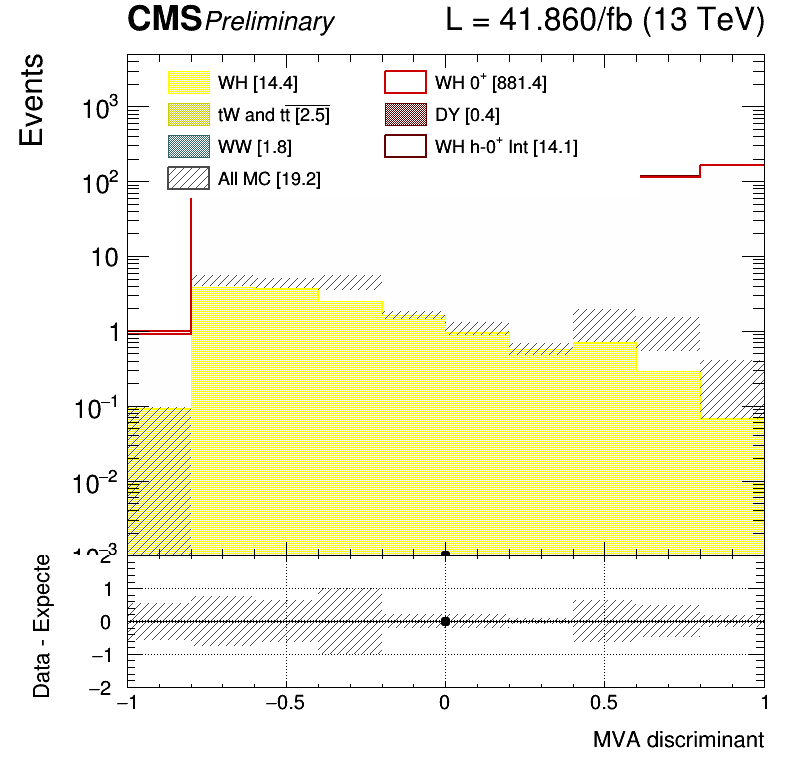 CMS Preliminary L = 41.860/fb (13 TeV)
Events
WH [14.4] WH 0⁺ [881.4]
tW and tt̅ [2.5] DY [0.4]
WW [1.8] WH h-0⁺ Int [14.1]
All MC [19.2]
10³
10²
10
1
10⁻¹
10⁻²
10⁻³
Data - Expecte
2
1
0
−1
−2
−1 −0.5 0 0.5 1
MVA discriminant